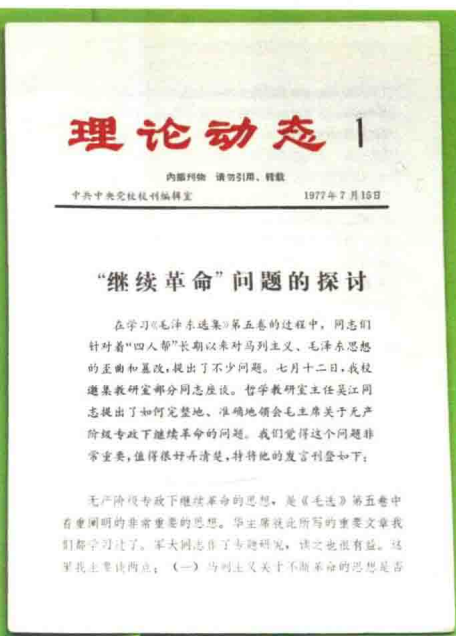 理论动态 1
内部刊物 请勿引用、转载
中共中央党校校刊编辑室 1977年7月15日
“继续革命”问题的探讨
在学习《毛泽东选集》第五卷的过程中，同志们
针对着“四人帮”长期以来对马列主义、毛泽东思想
的歪曲和篡改，提出了不少问题。七月十二日，我校
邀集教研室部分同志座谈。哲学教研室主任吴江同
志提出了如何完整地、准确地领会毛主席关于无产
阶级专政下继续革命的问题。我们觉得这个问题非
常重要，值得很好弄清楚，特将他的发言刊登如下：
无产阶级专政下继续革命的思想，是《毛选》第五卷中
着重阐明的非常重要的思想。华主席就此所写的重要文章我
们都学习过了。军大同志作了专题研究，读之也很有益。这
里我主要谈两点：（一）马列主义关于不断革命的思想是否